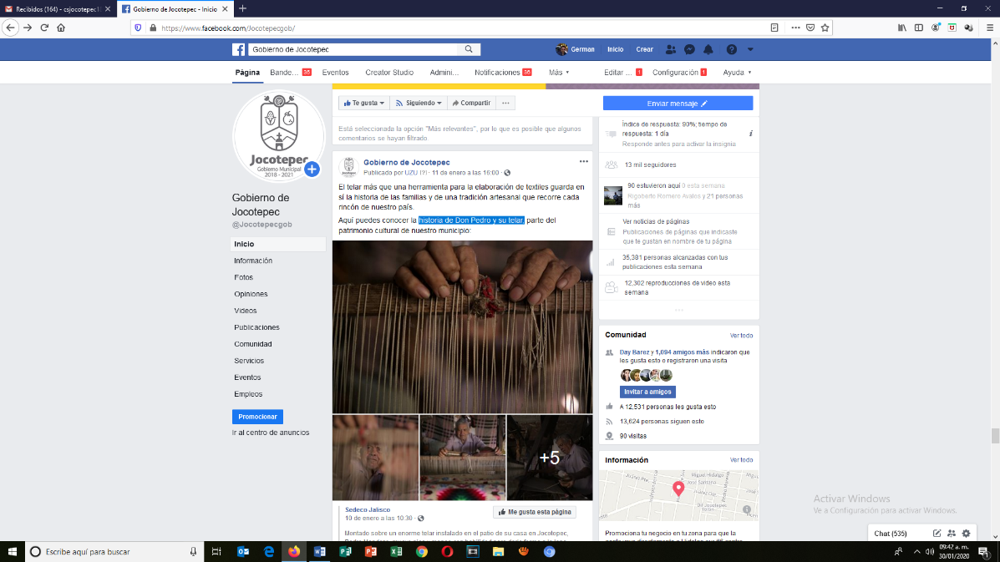 Recibidos (164) - csjocotepec1
Gobierno de Jocotepec - Inicio
https://www.facebook.com/Jocotepecgob/
Gobierno de Jocotepec
German
Inicio
Crear
Página
Bande... 35
Eventos
Creator Studio
Admini...
Notificaciones 35
Más
Editar ... 1
Configuración 1
Ayuda
Te gusta
Siguiendo
Compartir
Enviar mensaje
Jocotepec
Gobierno Municipal
2018 - 2021
Gobierno de
Jocotepec
@Jocotepecgob
Inicio
Información
Fotos
Opiniones
Videos
Publicaciones
Comunidad
Servicios
Eventos
Empleos
Promocionar
Ir al centro de anuncios
Está seleccionada la opción "Más relevantes", por lo que es posible que algunos
comentarios se hayan filtrado.
Gobierno de Jocotepec
Publicado por UZU [?] · 11 de enero a las 16:00 ·
El telar más que una herramienta para la elaboración de textiles guarda en
sí la historia de las familias y de una tradición artesanal que recorre cada
rincón de nuestro país.
Aquí puedes conocer la historia de Don Pedro y su telar, parte del
patrimonio cultural de nuestro municipio:
+5
Sedeco Jalisco
10 de enero a las 10:30 ·
Me gusta esta página
Montado sobre un enorme telar instalado en el patio de su casa en Jocotepec,
Índice de respuesta: 90%; tiempo de
respuesta: 1 día
Responde antes para activar la insignia
13 mil seguidores
90 estuvieron aquí 0 esta semana
Rigoberto Romero Avalos y 21 personas
más
Ver noticias de páginas
Publicaciones de páginas que indicaste
que te gustan en nombre de tu página
35,381 personas alcanzadas con tus
publicaciones esta semana
12,302 reproducciones de video esta
semana
Comunidad
Ver todo
Day Barez y 1,094 amigos más indicaron que
les gusta esto o registraron una visita
Invitar a amigos
A 12,531 personas les gusta esto
13,624 personas siguen esto
90 visitas
Información
Ver todo
Miguel Hidalgo
José Santana
Promociona tu negocio en tu zona para que la
Activar Windows
Ve a Configuración para activar Windows.
Chat (535)
Escribe aquí para buscar
09:42 a. m.
30/01/2020